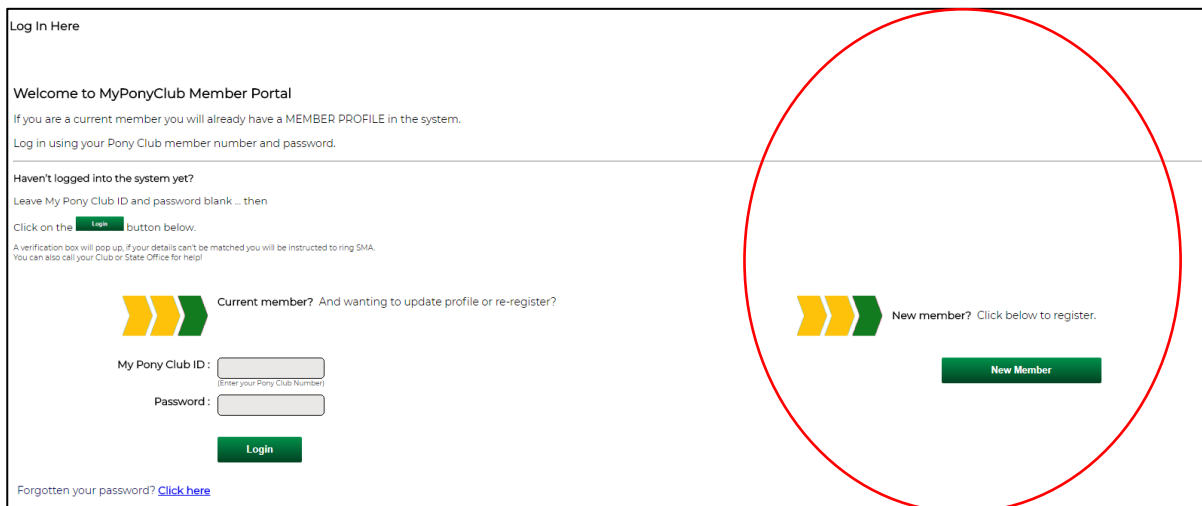 Log In Here
Welcome to MyPonyClub Member Portal
If you are a current member you will already have a MEMBER PROFILE in the system.
Log in using your Pony Club member number and password.
Haven't logged into the system yet?
Leave My Pony Club ID and password blank ... then
Click on the Login button below.
A verification box will pop up, if your details can't be matched you will be instructed to ring SMA.
You can also call your Club or State Office for help!
Current member? And wanting to update profile or re-register?
New member? Click below to register.
My Pony Club ID :
(Enter your Pony Club Number)
New Member
Password :
Login
Forgotten your password? Click here